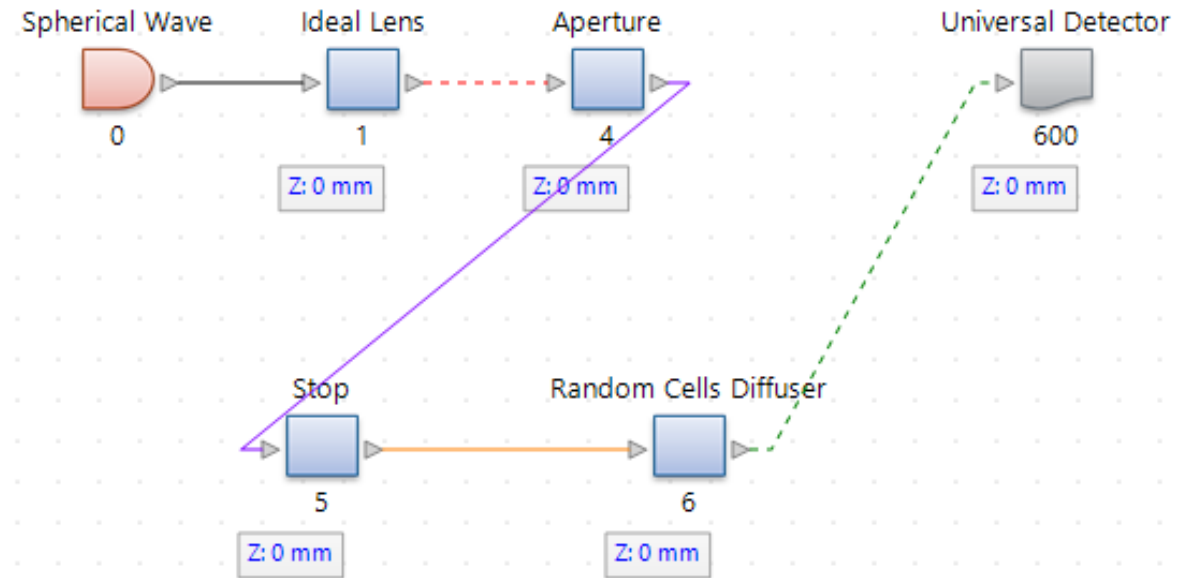 Spherical Wave
Ideal Lens
Aperture
Universal Detector
0
1
4
600
Z: 0 mm
Z: 0 mm
Z: 0 mm
Stop
Random Cells Diffuser
5
6
Z: 0 mm
Z: 0 mm